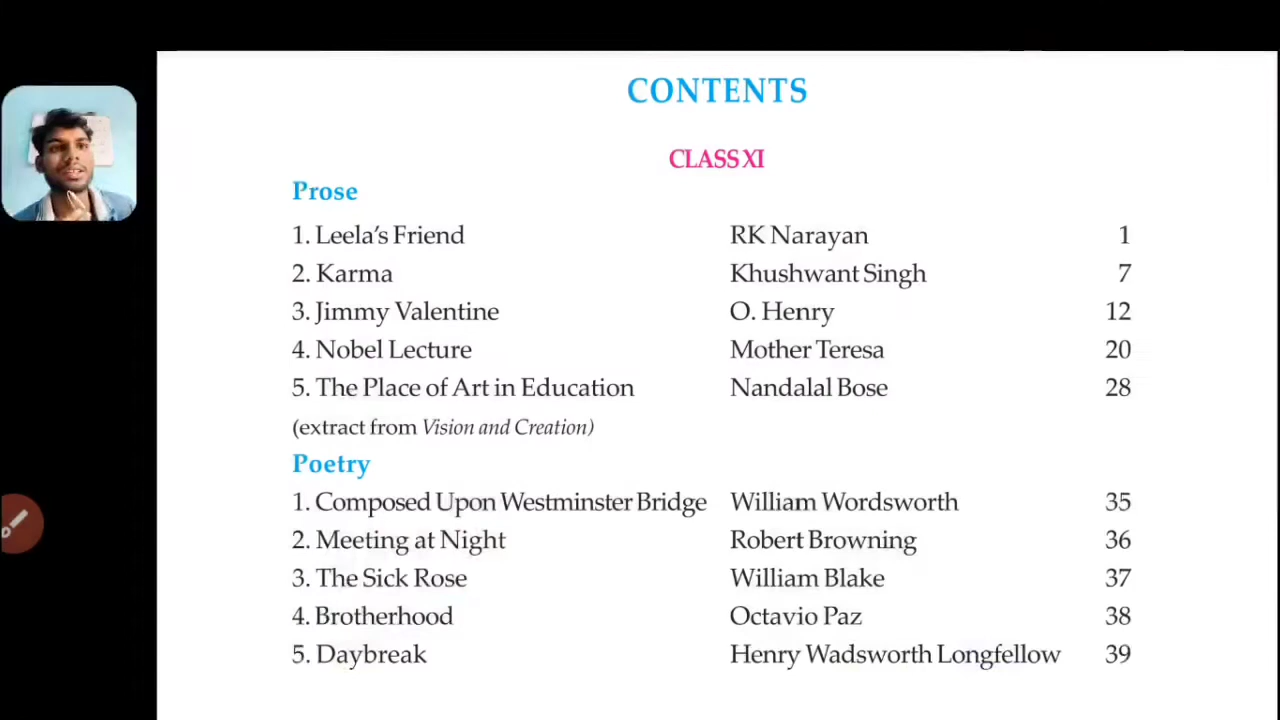 CONTENTS
CLASS XI
Prose
1. Leela's Friend RK Narayan 1
2. Karma Khushwant Singh 7
3. Jimmy Valentine O. Henry 12
4. Nobel Lecture Mother Teresa 20
5. The Place of Art in Education Nandalal Bose 28
(extract from Vision and Creation)
Poetry
1. Composed Upon Westminster Bridge William Wordsworth 35
2. Meeting at Night Robert Browning 36
3. The Sick Rose William Blake 37
4. Brotherhood Octavio Paz 38
5. Daybreak Henry Wadsworth Longfellow 39